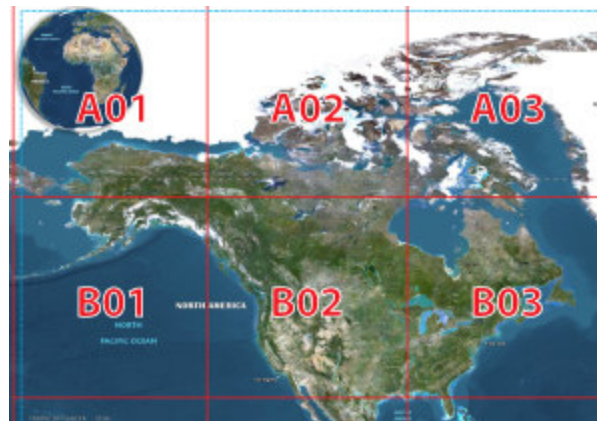 A01
A02
A03
B01
B02
B03
NORTH AMERICA
NORTH
PACIFIC OCEAN